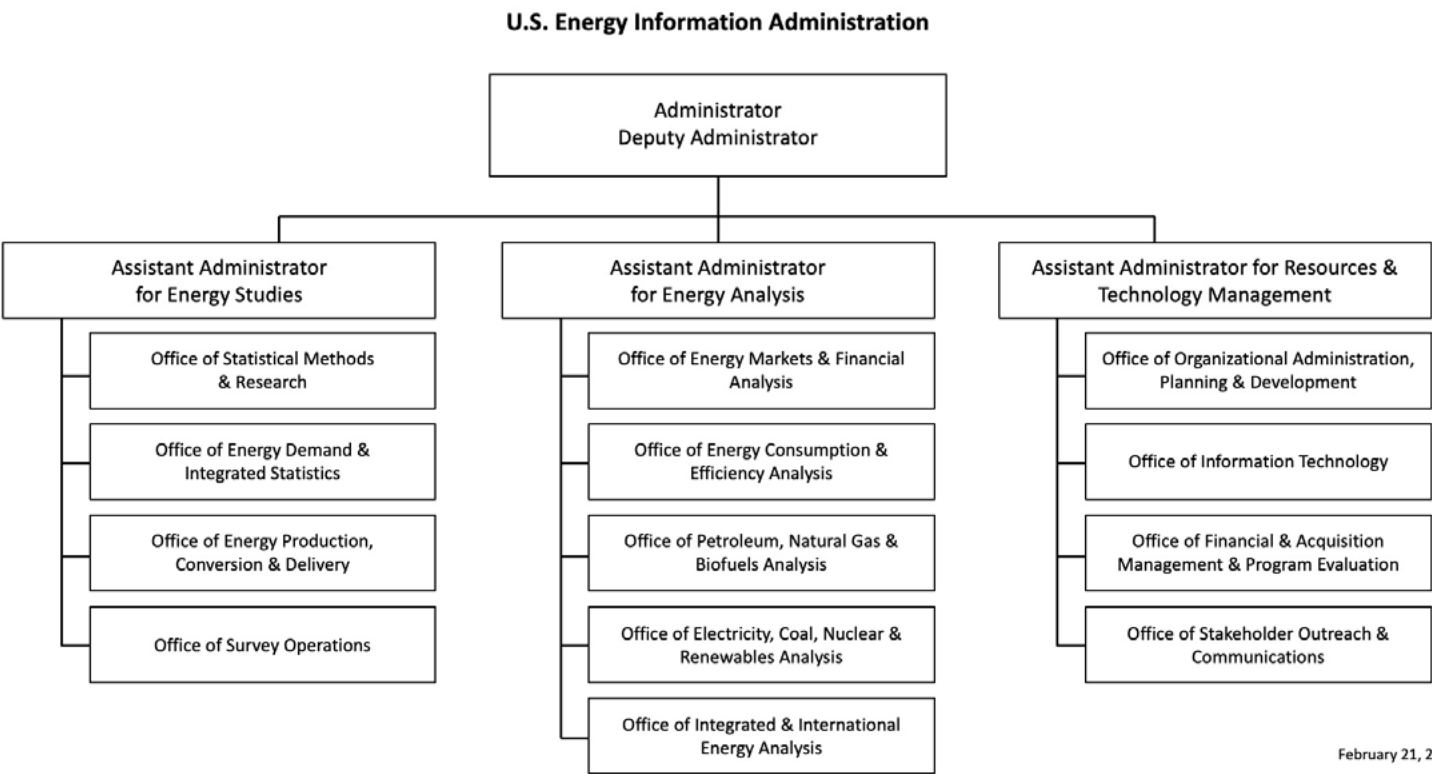 U.S. Energy Information Administration
Administrator
Deputy Administrator
Assistant Administrator
for Energy Studies
Office of Statistical Methods
& Research
Office of Energy Demand &
Integrated Statistics
Office of Energy Production,
Conversion & Delivery
Office of Survey Operations
Assistant Administrator
for Energy Analysis
Office of Energy Markets & Financial
Analysis
Office of Energy Consumption &
Efficiency Analysis
Office of Petroleum, Natural Gas &
Biofuels Analysis
Office of Electricity, Coal, Nuclear &
Renewables Analysis
Office of Integrated & International
Energy Analysis
Assistant Administrator for Resources &
Technology Management
Office of Organizational Administration,
Planning & Development
Office of Information Technology
Office of Financial & Acquisition
Management & Program Evaluation
Office of Stakeholder Outreach &
Communications
February 21, 2